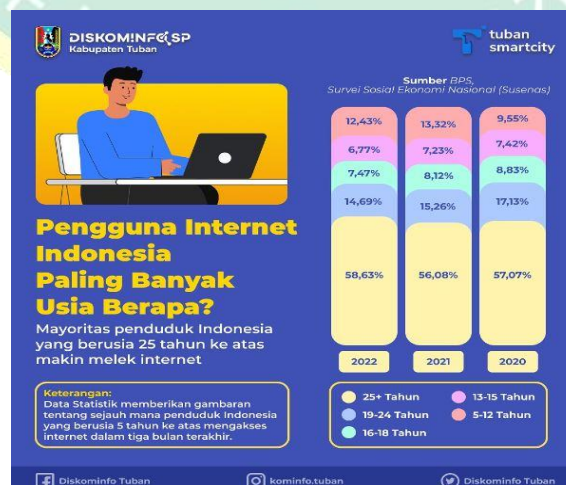 DISKOM!NFO SP
Kabupaten Tuban
tuban
smartcity
Sumber BPS,
Survei Sosial Ekonomi Nasional (Susenas)
12,43%
13,32%
9,55%
6,77%
7,23%
7,42%
7,47%
8,12%
8,83%
14,69%
15,26%
17,13%
58,63%
56,08%
57,07%
2022
2021
2020
25+ Tahun
13-15 Tahun
19-24 Tahun
5-12 Tahun
16-18 Tahun
Pengguna Internet
Indonesia
Paling Banyak
Usia Berapa?
Mayoritas penduduk Indonesia
yang berusia 25 tahun ke atas
makin melek internet
Keterangan:
Data Statistik memberikan gambaran
tentang sejauh mana penduduk Indonesia
yang berusia 5 tahun ke atas mengakses
internet dalam tiga bulan terakhir.
Diskominfo Tuban
kominfo.tuban
Diskominfo Tuban